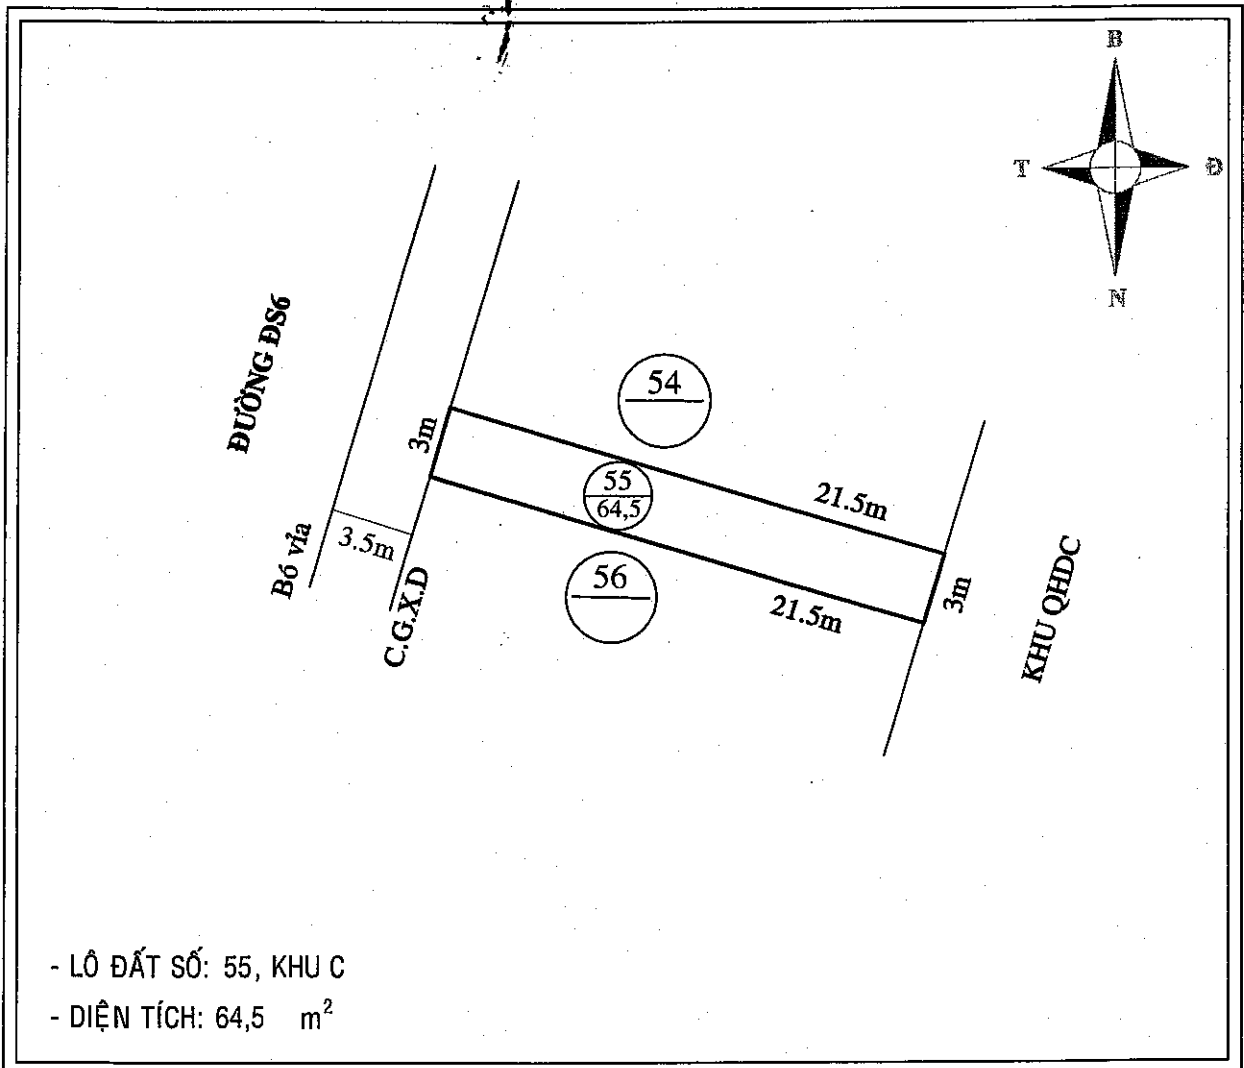 B
T
Đ
N
ĐƯỜNG ĐS6
54
3m
55
64,5
21.5m
Bó vỉa
3.5m
C.G.X.D
56
21.5m
3m
KHU QHDC
- LÔ ĐẤT SỐ: 55, KHU C
- DIỆN TÍCH: 64,5 m²